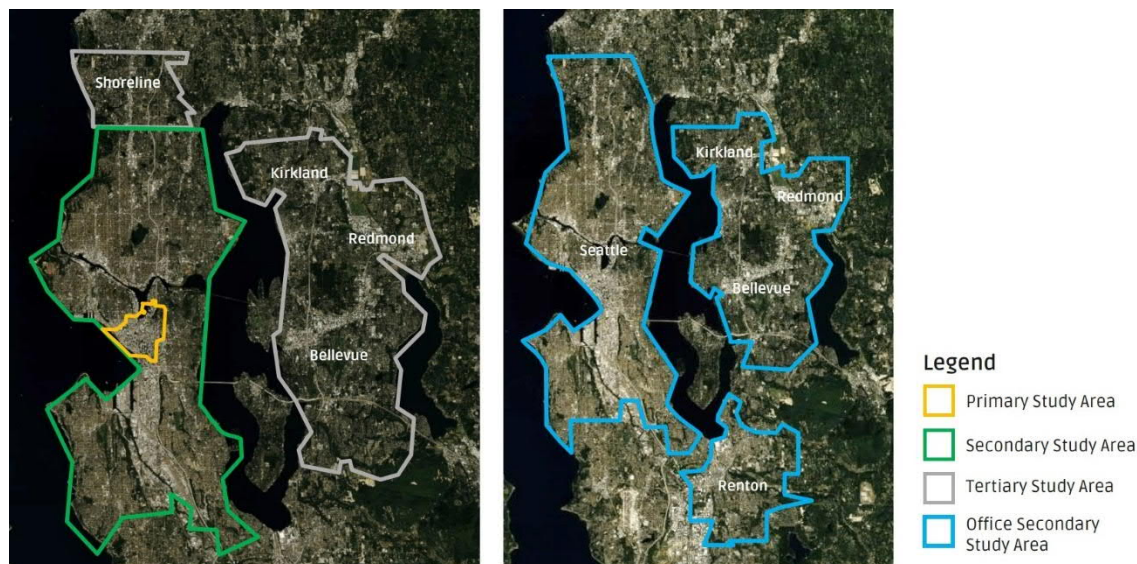 Shoreline
Kirkland
Redmond
Bellevue
Kirkland
Redmond
Seattle
Bellevue
Renton
Legend
Primary Study Area
Secondary Study Area
Tertiary Study Area
Office Secondary
Study Area